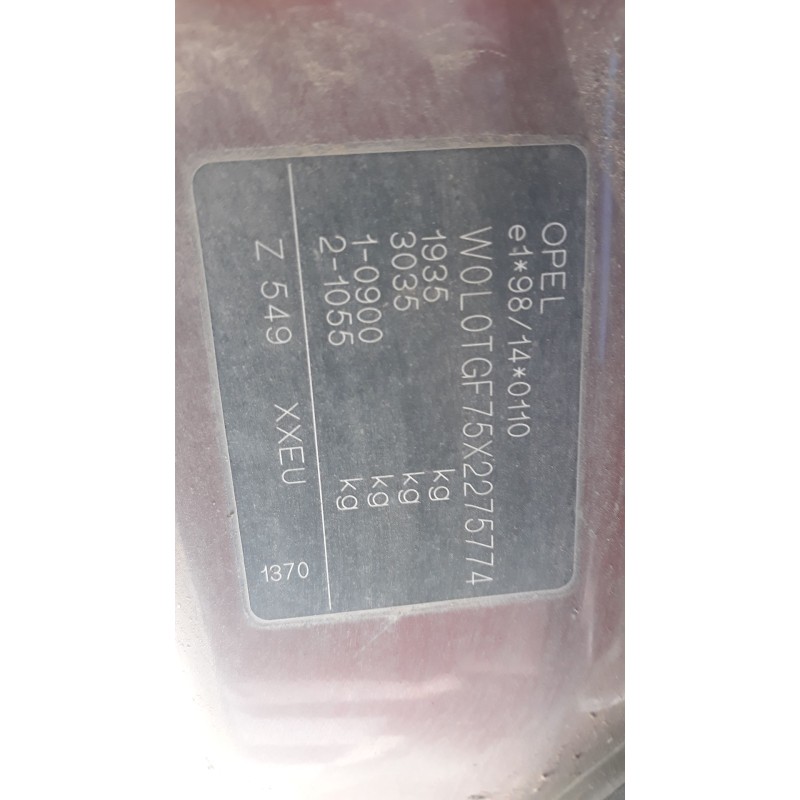 OPEL
e1*98/14*0110
W0L0TGF75X2275774
1935 kg
3035 kg
1-0900 kg
2-1055 kg
Z 549 XXEU 1370